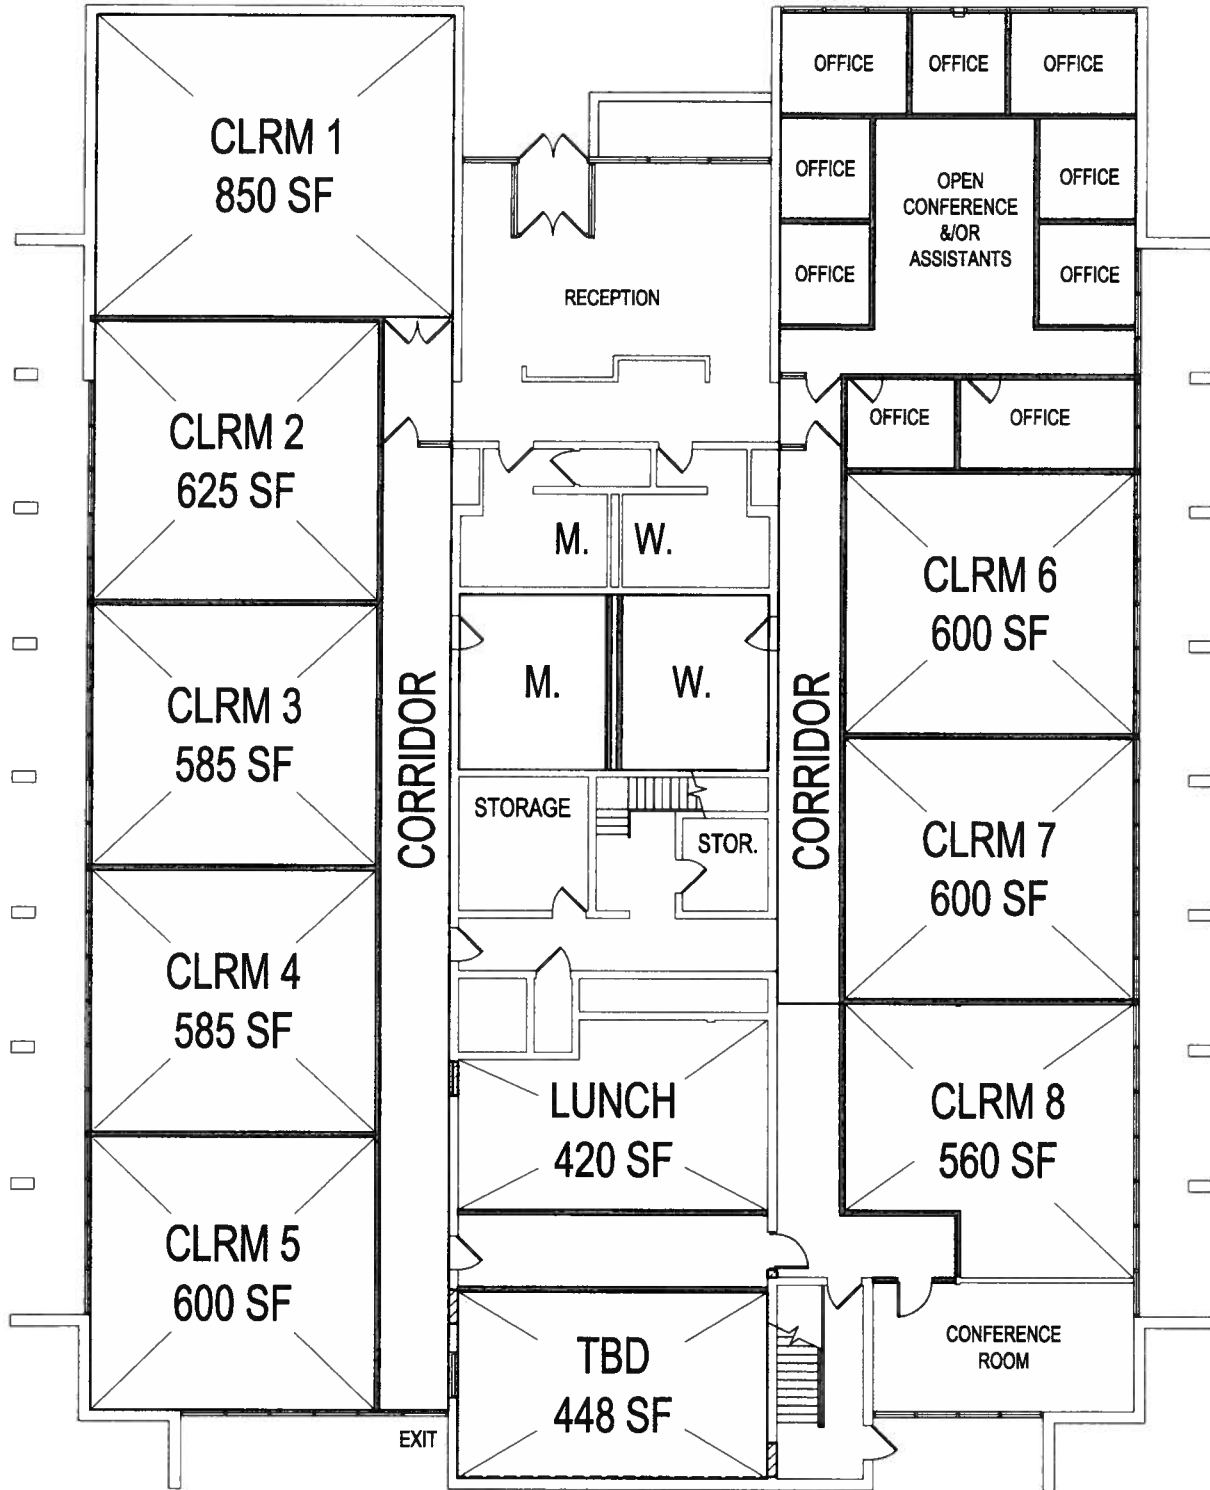 OFFICE
OFFICE
OFFICE
CLRM 1
850 SF
OFFICE
OPEN
CONFERENCE
&/OR
ASSISTANTS
OFFICE
OFFICE
OFFICE
RECEPTION
CLRM 2
625 SF
OFFICE
OFFICE
M.
W.
CLRM 6
600 SF
CLRM 3
585 SF
M.
W.
CORRIDOR
CORRIDOR
STORAGE
STOR.
CLRM 7
600 SF
CLRM 4
585 SF
LUNCH
420 SF
CLRM 8
560 SF
CLRM 5
600 SF
TBD
448 SF
CONFERENCE
ROOM
EXIT